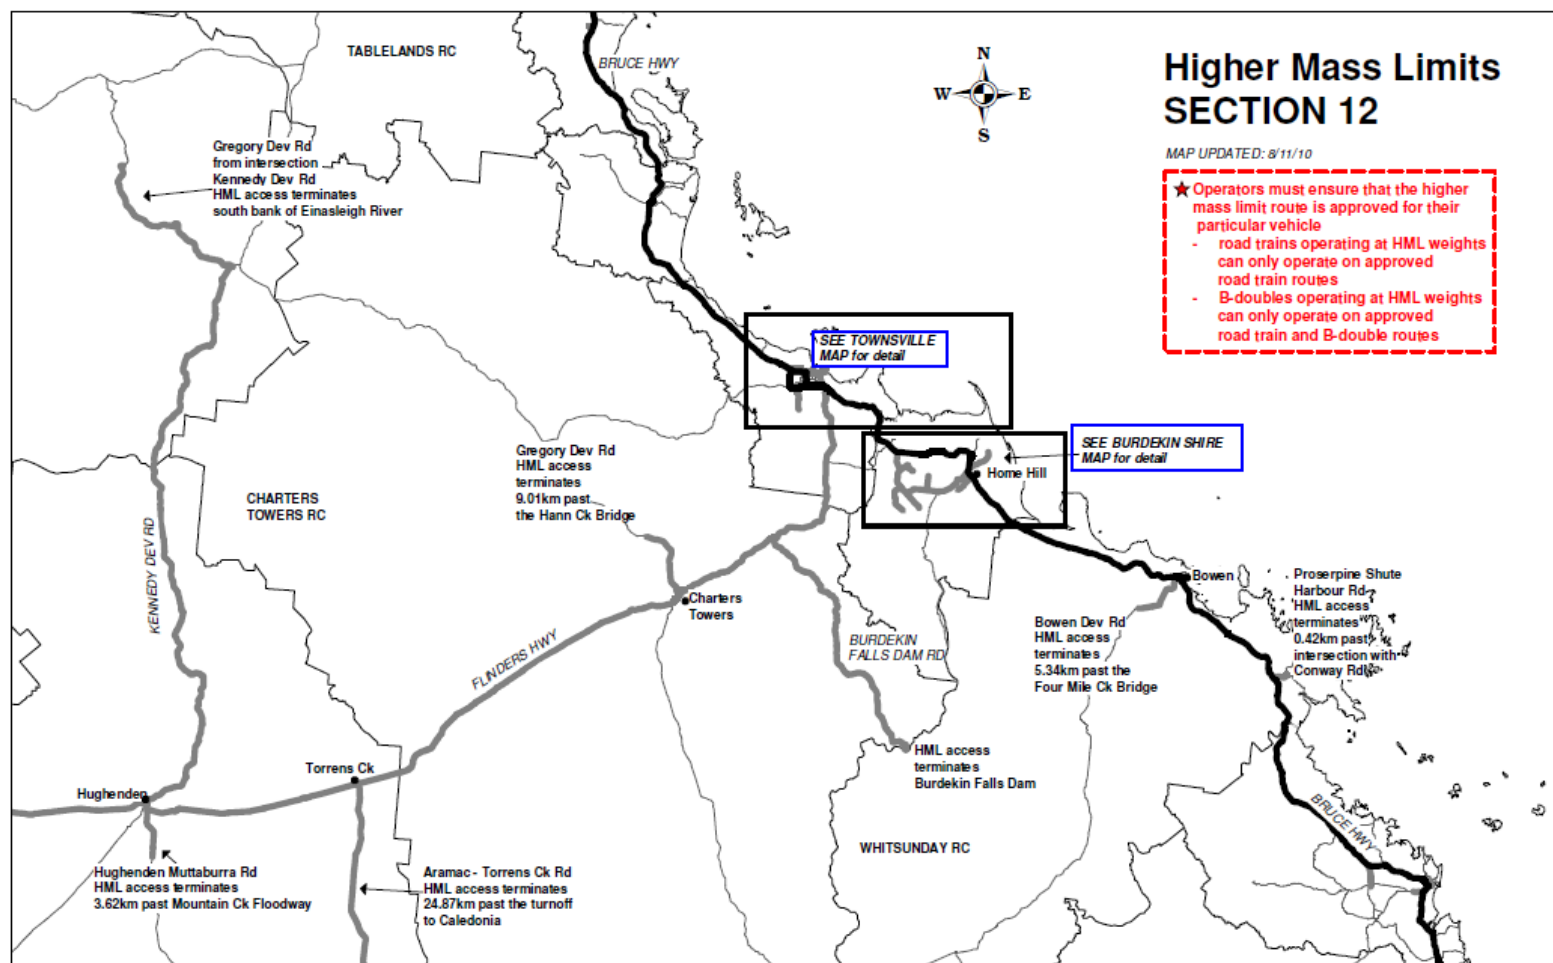 TABLELANDS RC
BRUCE HWY
N
W
E
S
Higher Mass Limits
SECTION 12
MAP UPDATED: 8/11/10
Operators must ensure that the higher
mass limit route is approved for their
particular vehicle
- road trains operating at HML weights
can only operate on approved
road train routes
- B-doubles operating at HML weights
can only operate on approved
road train and B-double routes
Gregory Dev Rd
from intersection
Kennedy Dev Rd
HML access terminates
south bank of Einasleigh River
SEE TOWNSVILLE
MAP for detail
SEE BURDEKIN SHIRE
MAP for detail
Home Hill
Gregory Dev Rd
HML access
terminates
9.01km past
the Hann Ck Bridge
CHARTERS
TOWERS RC
KENNEDY DEV RD
Charters
Towers
FLINDERS HWY
BURDEKIN
FALLS DAM RD
Bowen
Bowen Dev Rd
HML access
terminates
5.34km past the
Four Mile Ck Bridge
Proserpine Shute
Harbour Rd
HML access
terminates
0.42km past
intersection with
Conway Rd
HML access
terminates
Burdekin Falls Dam
Torrens Ck
Hughenden
BRUCE HWY
WHITSUNDAY RC
Hughenden Muttaburra Rd
HML access terminates
3.62km past Mountain Ck Floodway
Aramac - Torrens Ck Rd
HML access terminates
24.87km past the turnoff
to Caledonia